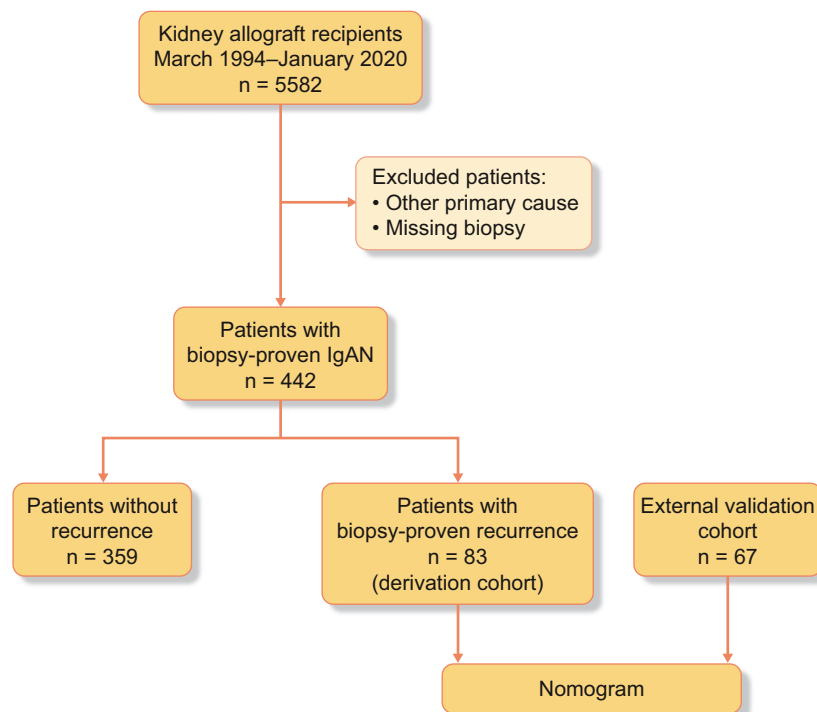 Kidney allograft recipients
March 1994–January 2020
n = 5582
Excluded patients:
• Other primary cause
• Missing biopsy
Patients with
biopsy-proven IgAN
n = 442
Patients without
recurrence
n = 359
Patients with
biopsy-proven recurrence
n = 83
(derivation cohort)
External validation
cohort
n = 67
Nomogram